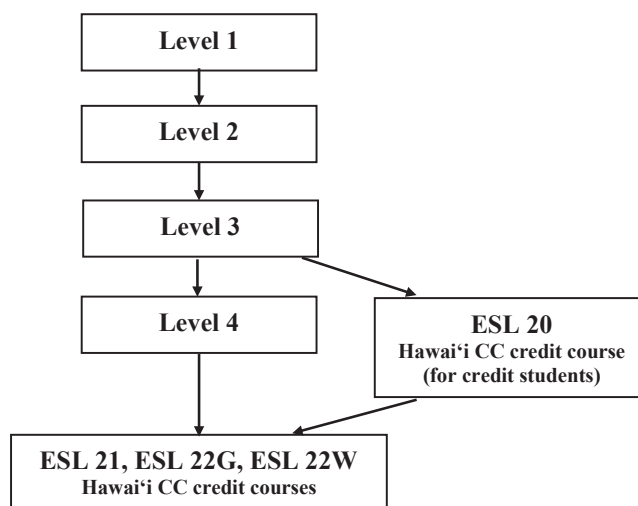 Level 1
Level 2
Level 3
Level 4
ESL 20
Hawai‘i CC credit course
(for credit students)
ESL 21, ESL 22G, ESL 22W
Hawai‘i CC credit courses